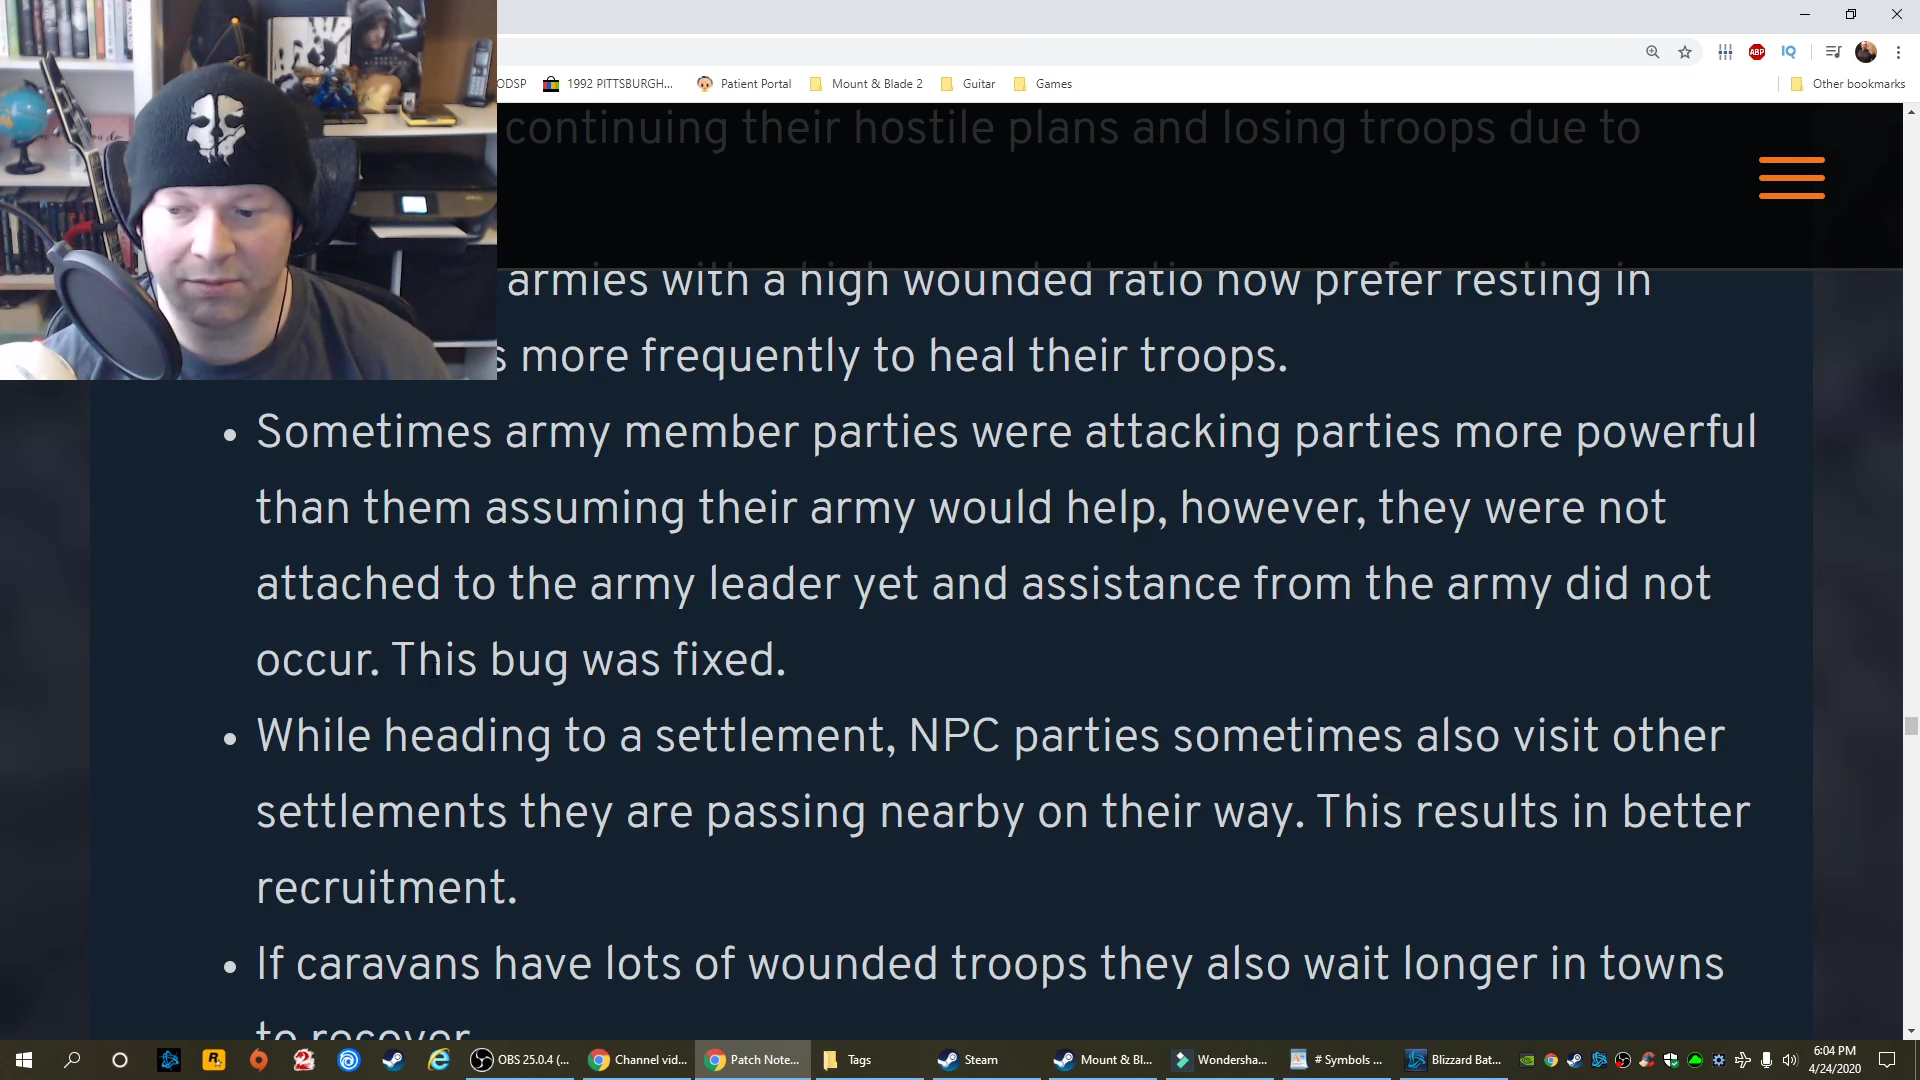 ODSP 1992 PITTSBURGH... Patient Portal Mount & Blade 2 Guitar Games Other bookmarks
ABP IQ
continuing their hostile plans and losing troops due to
armies with a high wounded ratio now prefer resting in
s more frequently to heal their troops.
• Sometimes army member parties were attacking parties more powerful
than them assuming their army would help, however, they were not
attached to the army leader yet and assistance from the army did not
occur. This bug was fixed.
• While heading to a settlement, NPC parties sometimes also visit other
settlements they are passing nearby on their way. This results in better
recruitment.
• If caravans have lots of wounded troops they also wait longer in towns
to recover
OBS 25.0.4 (... Channel vid... Patch Note... Tags Steam Mount & Bl... Wondersha... # Symbols ... Blizzard Bat... 6:04 PM
4/24/2020